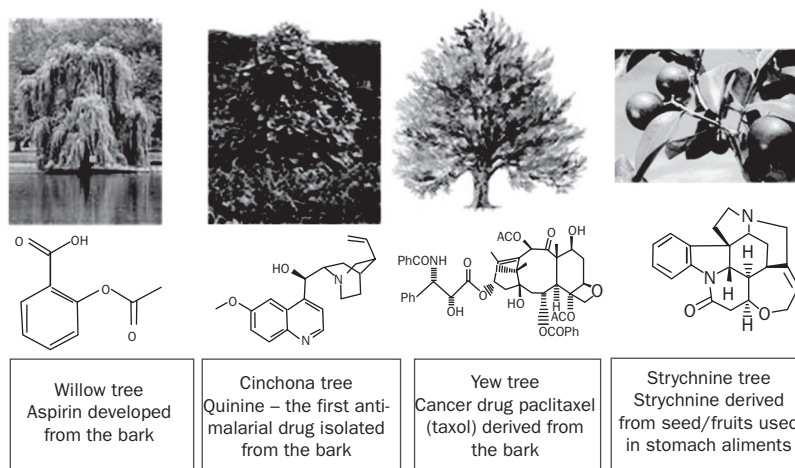 O
OH
O
O
HO
N
O
N
ACO
O
OH
PhCON H
O
Ph
O
OH
HO
H
ACO
O
OCOPh
N
N
H
H
O
H
O
Willow tree
Aspirin developed
from the bark
Cinchona tree
Quinine – the first anti-
malarial drug isolated
from the bark
Yew tree
Cancer drug paclitaxel
(taxol) derived from
the bark
Strychnine tree
Strychnine derived
from seed/fruits used
in stomach aliments